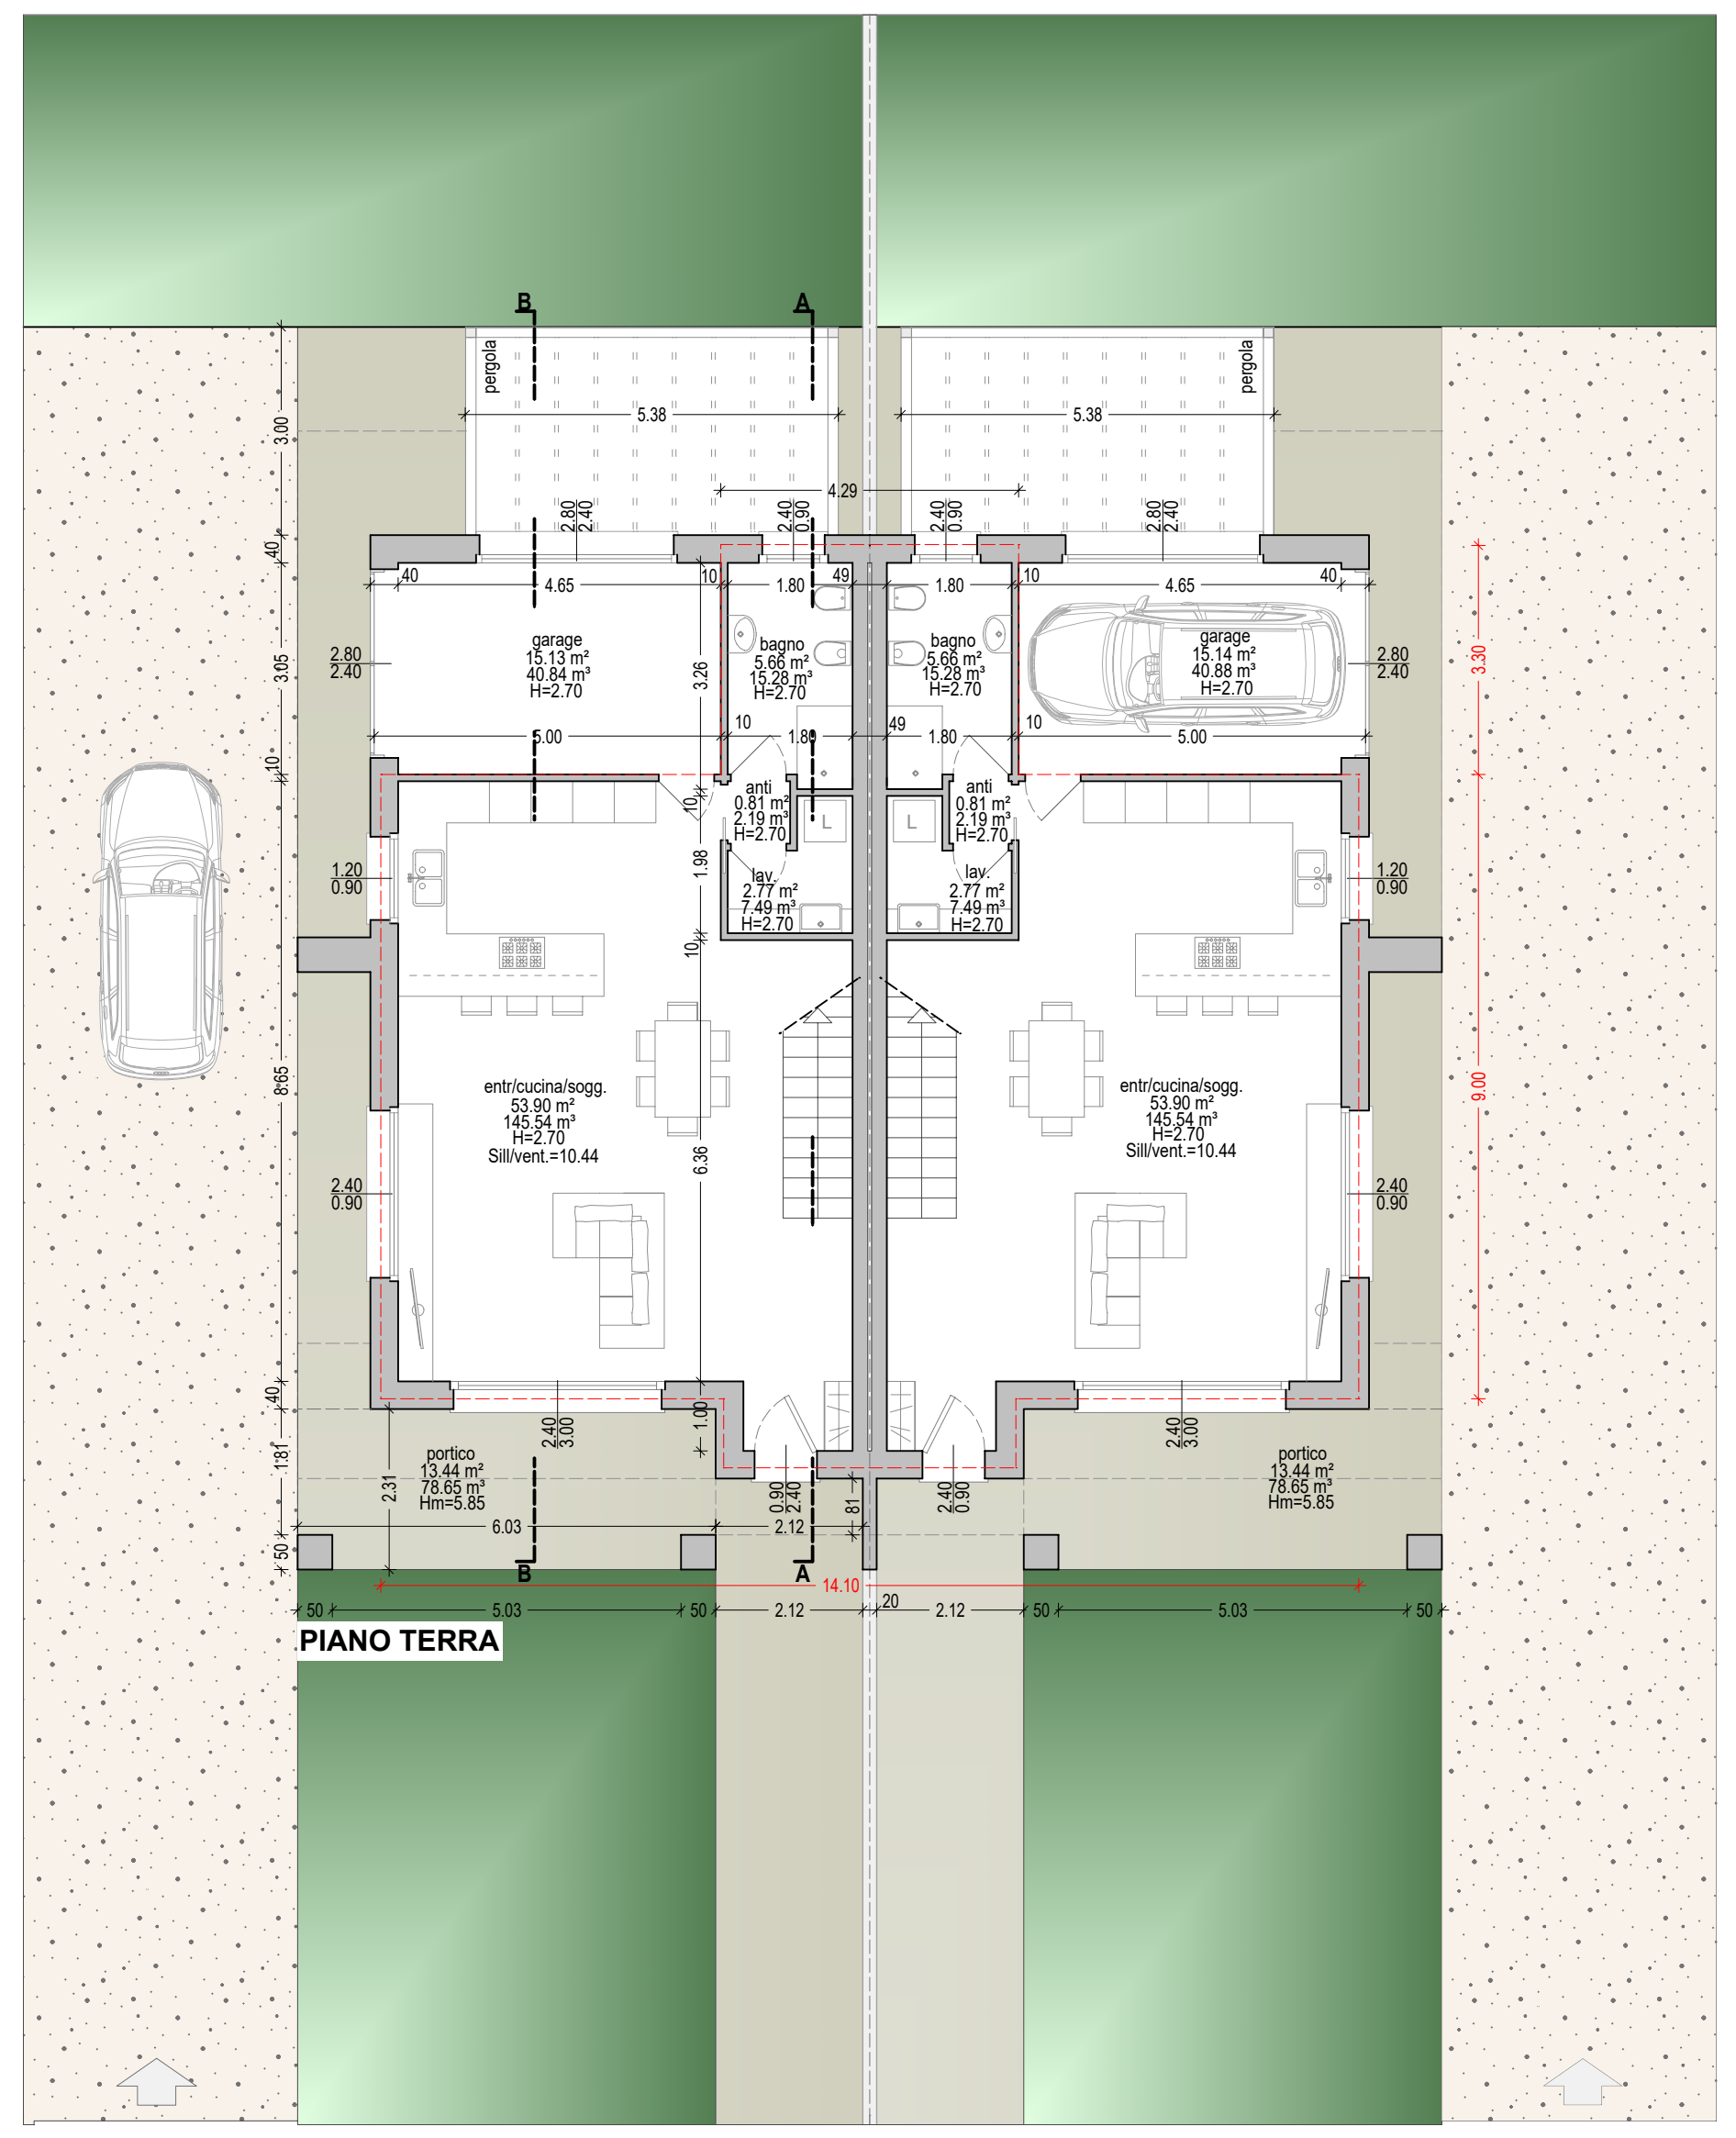 B
A
pergola
pergola
5.38
5.38
3.00
4.29
2.80
2.40
2.40
0.90
2.40
0.90
2.80
2.40
40
40
4.65
10
1.80
49
1.80
10
4.65
40
garage
15.13 m²
40.84 m³
H=2.70
bagno
5.66 m²
15.28 m³
H=2.70
bagno
5.66 m²
15.28 m³
H=2.70
garage
15.14 m²
40.88 m³
H=2.70
2.80
2.40
2.80
2.40
3.05
3.26
3.30
5.00
10
1.80
49
1.80
10
5.00
10
anti
0.81 m²
2.19 m³
H=2.70
anti
0.81 m²
2.19 m³
H=2.70
10
L
L
1.98
1.20
0.90
1.20
0.90
lav.
2.77 m²
7.49 m³
H=2.70
lav.
2.77 m²
7.49 m³
H=2.70
10
8.65
9.00
entr/cucina/sogg.
53.90 m²
145.54 m³
H=2.70
Sill/vent.=10.44
entr/cucina/sogg.
53.90 m²
145.54 m³
H=2.70
Sill/vent.=10.44
6.36
2.40
0.90
2.40
0.90
40
1.00
2.40
3.00
2.40
3.00
1.81
portico
13.44 m²
78.65 m³
Hm=5.85
portico
13.44 m²
78.65 m³
Hm=5.85
2.31
0.90
2.40
2.40
0.90
81
6.03
2.12
50
B
A
14.10
50
5.03
50
2.12
20
2.12
50
5.03
50
PIANO TERRA